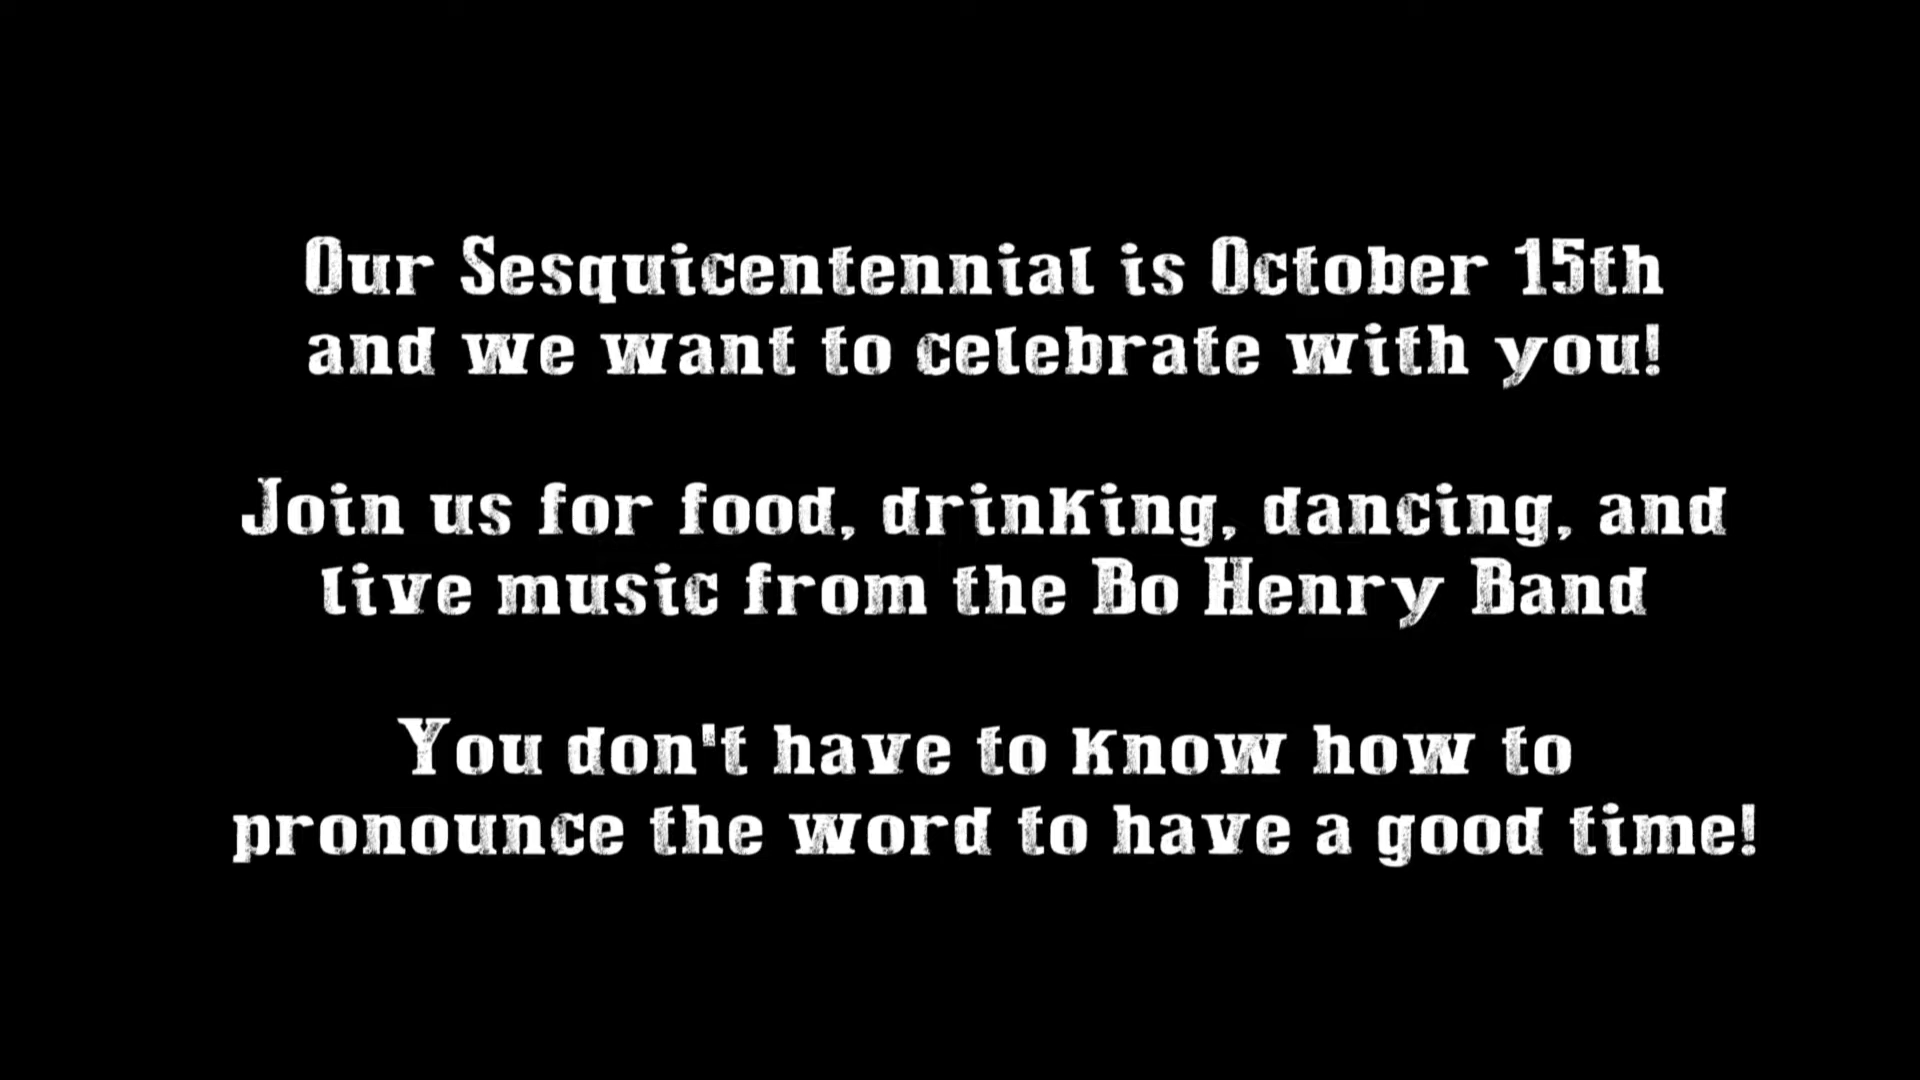 Our Sesquicentennial is October 15th
and we want to celebrate with you!
Join us for food, drinking, dancing, and
live music from the Bo Henry Band
You don't have to know how to
pronounce the word to have a good time!